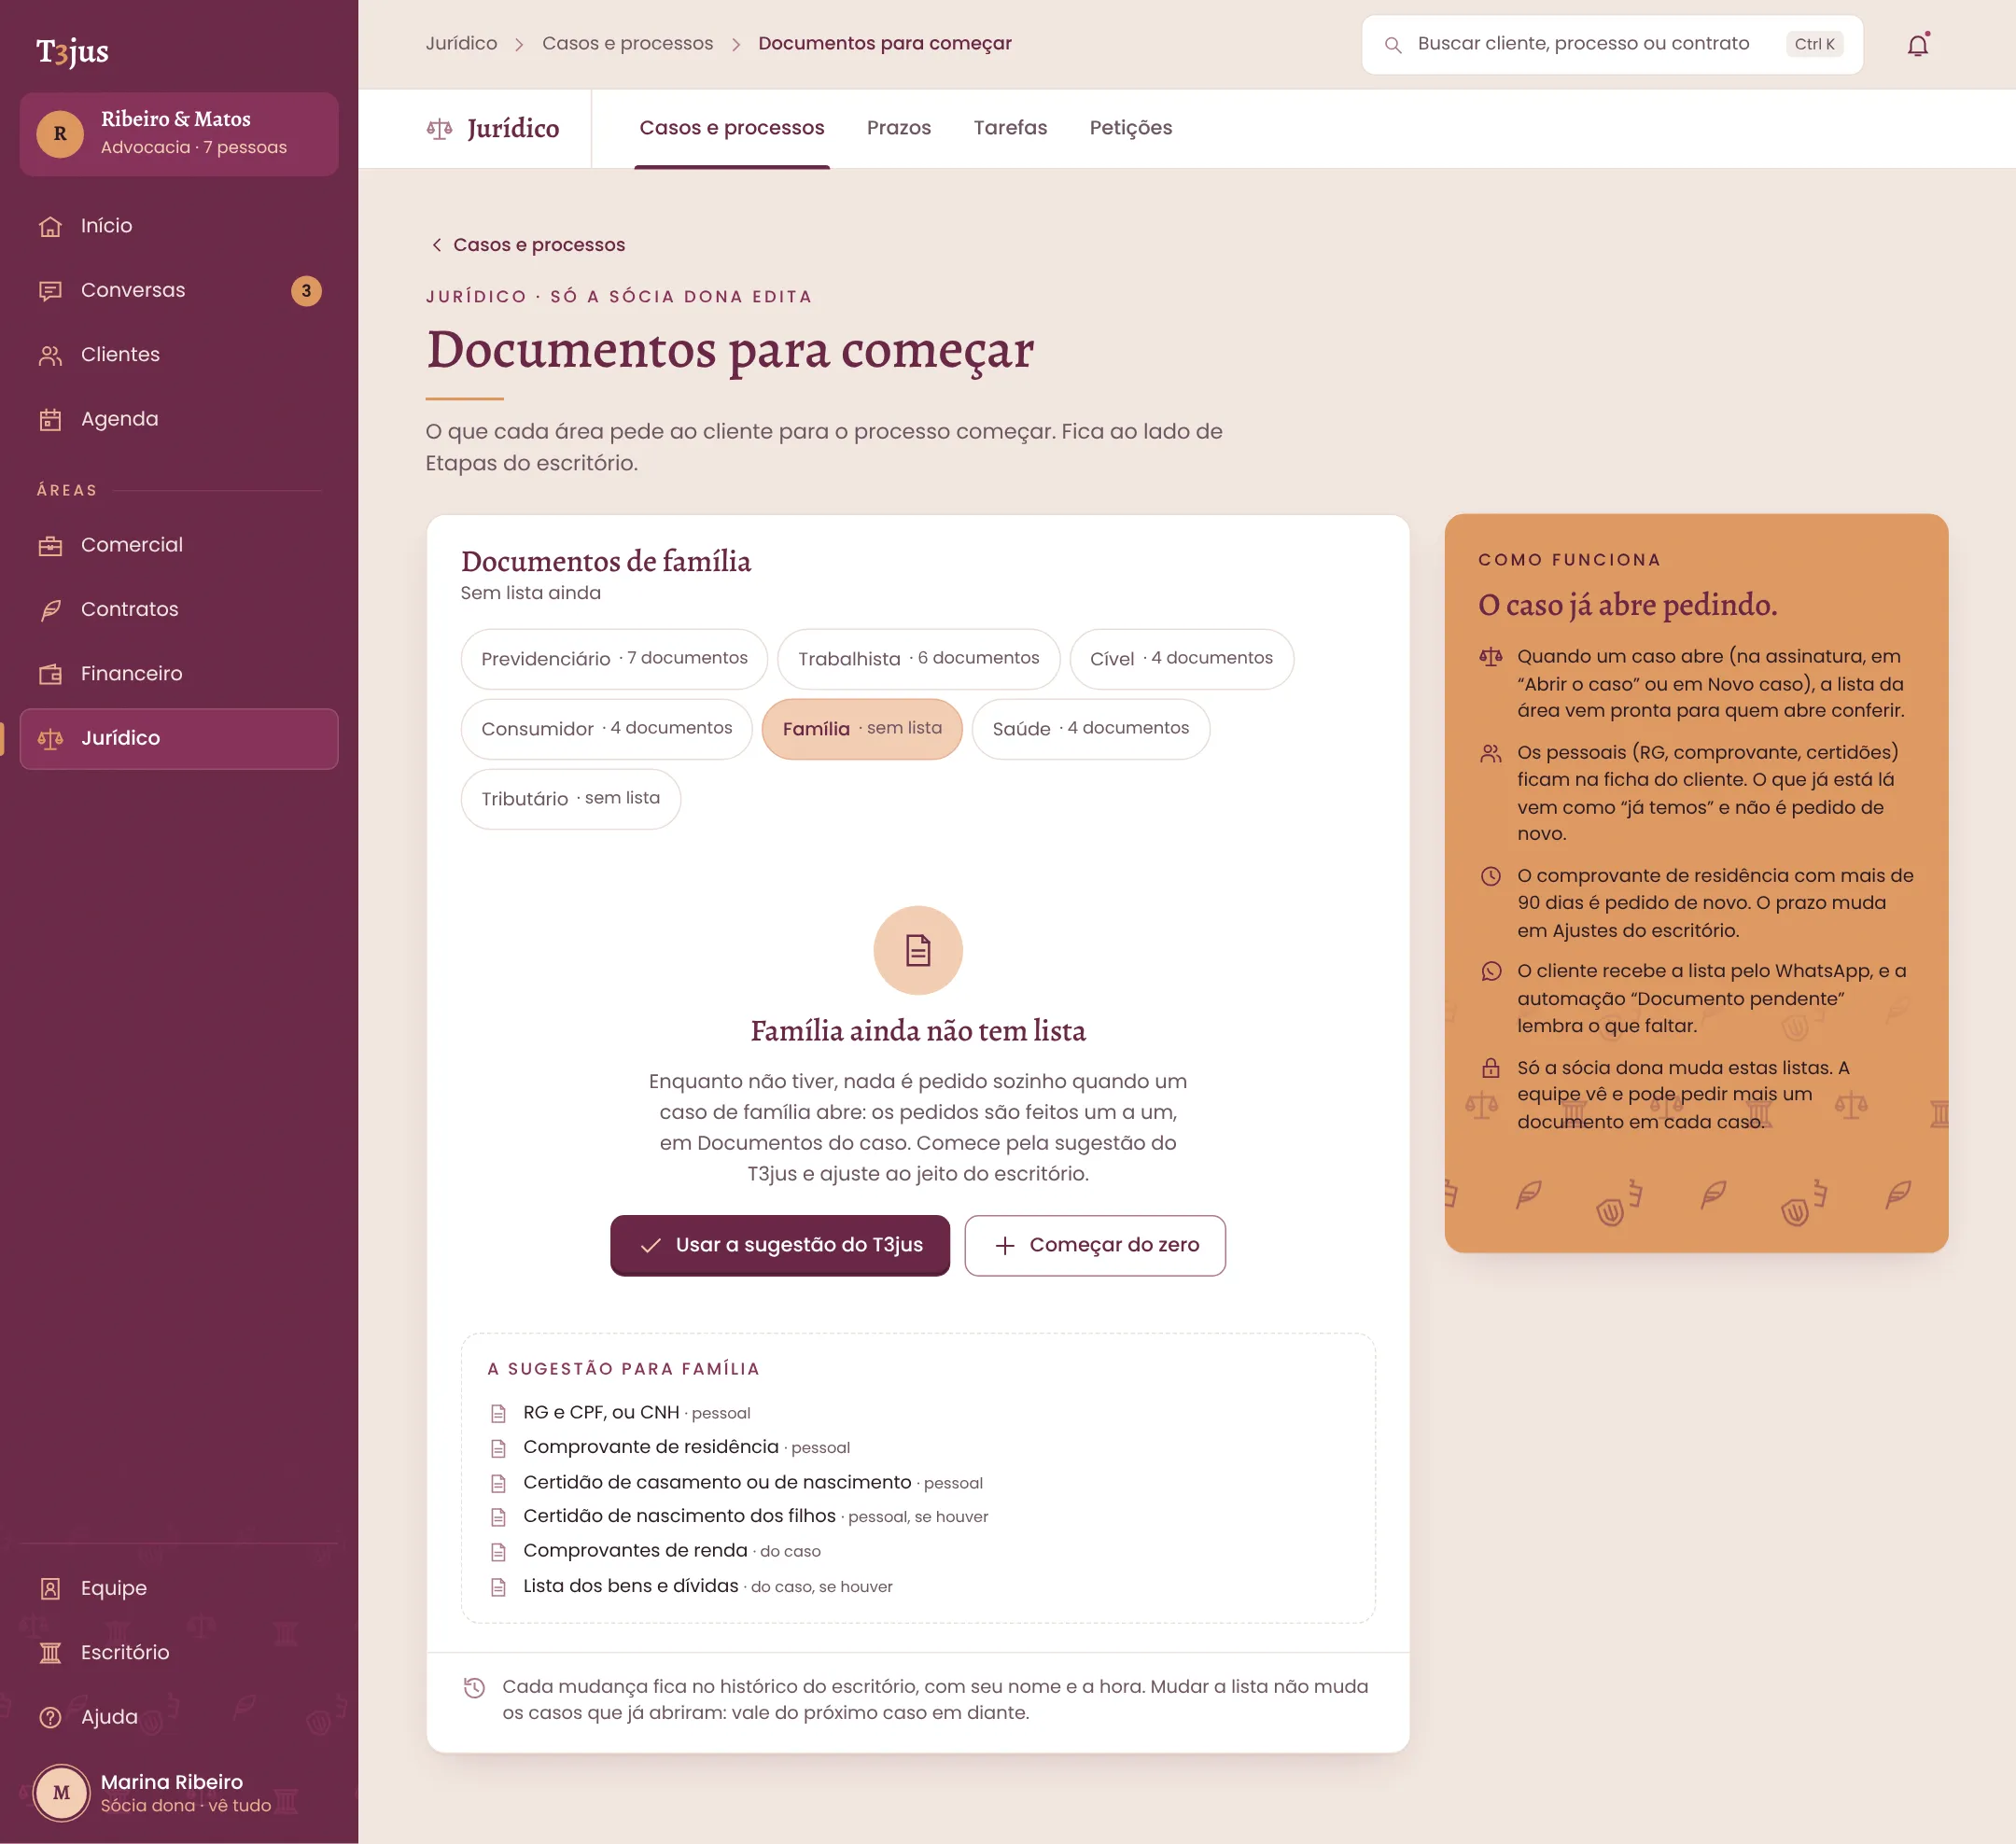 T3jus
R
Ribeiro & Matos
Advocacia · 7 pessoas
Início
Conversas
3
Clientes
Agenda
ÁREAS
Comercial
Contratos
Financeiro
Jurídico
Equipe
Escritório
Ajuda
M
Marina Ribeiro
Sócia dona · vê tudo
Jurídico
Casos e processos
Documentos para começar
Buscar cliente, processo ou contrato
Ctrl K
Jurídico
Casos e processos
Prazos
Tarefas
Petições
Casos e processos
JURÍDICO · SÓ A SÓCIA DONA EDITA
Documentos para começar
O que cada área pede ao cliente para o processo começar. Fica ao lado de
Etapas do escritório.
Documentos de família
Sem lista ainda
Previdenciário · 7 documentos
Trabalhista · 6 documentos
Cível · 4 documentos
Consumidor · 4 documentos
Família · sem lista
Saúde · 4 documentos
Tributário · sem lista
Família ainda não tem lista
Enquanto não tiver, nada é pedido sozinho quando um
caso de família abre: os pedidos são feitos um a um,
em Documentos do caso. Comece pela sugestão do
T3jus e ajuste ao jeito do escritório.
Usar a sugestão do T3jus
Começar do zero
A SUGESTÃO PARA FAMÍLIA
RG e CPF, ou CNH · pessoal
Comprovante de residência · pessoal
Certidão de casamento ou de nascimento · pessoal
Certidão de nascimento dos filhos · pessoal, se houver
Comprovantes de renda · do caso
Lista dos bens e dívidas · do caso, se houver
Cada mudança fica no histórico do escritório, com seu nome e a hora. Mudar a lista não muda
os casos que já abriram: vale do próximo caso em diante.
COMO FUNCIONA
O caso já abre pedindo.
Quando um caso abre (na assinatura, em
“Abrir o caso” ou em Novo caso), a lista da
área vem pronta para quem abre conferir.
Os pessoais (RG, comprovante, certidões)
ficam na ficha do cliente. O que já está lá
vem como “já temos” e não é pedido de
novo.
O comprovante de residência com mais de
90 dias é pedido de novo. O prazo muda
em Ajustes do escritório.
O cliente recebe a lista pelo WhatsApp, e a
automação “Documento pendente”
lembra o que faltar.
Só a sócia dona muda estas listas. A
equipe vê e pode pedir mais um
documento em cada caso.